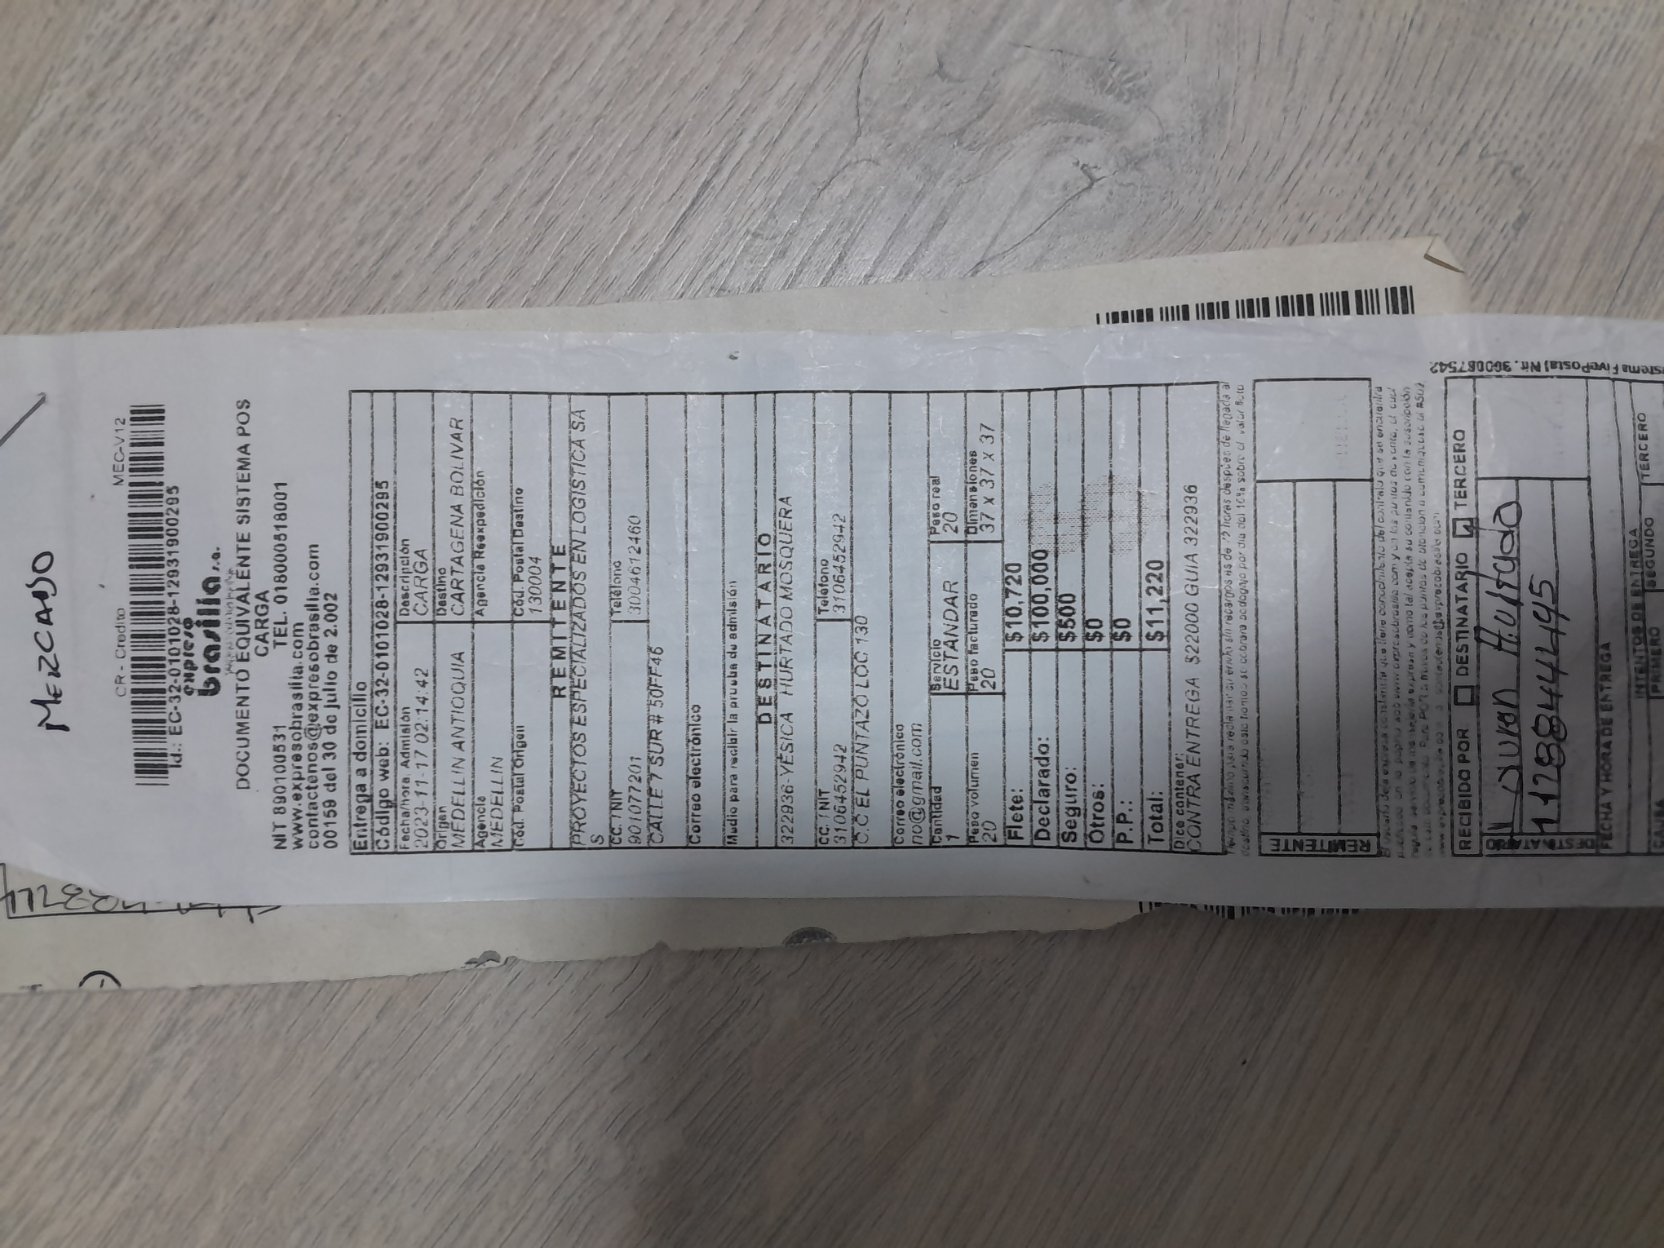 MERCADO
CR - Credito MEC-V12
Id.: EC-32-0101028-12931900295
expreso
brasilia s.a.
DOCUMENTO EQUIVALENTE SISTEMA POS
CARGA
NIT 890100531 TEL. 018000518001
www.expresobrasilia.com
contactenos@expresobrasilia.com
00159 del 30 de julio de 2.002
Entrega a domicilio
Código web: EC-32-0101028-12931900295
Fecha/hora Admisión Descripción
2023-11-17 02:14:42 CARGA
Origen Destino
MEDELLIN ANTIOQUIA CARTAGENA BOLIVAR
Agencia Agencia Reexpedición
MEDELLIN
Cód. Postal Origen Cód. Postal Destino
130004
REMITENTE
PROYECTOS ESPECIALIZADOS EN LOGISTICA SA
S
CC. / NIT Teléfono
9010772201 3004612460
CALLE 7 SUR # 50FF46
Correo electrónico
Medio para recibir la prueba de admisión
DESTINATARIO
322936 YESICA HURTADO MOSQUERA
CC. / NIT Teléfono
3106452942 3106452942
C.C EL PUNTAZO LOC 130
Correo electrónico
no@gmail.com
Cantidad Servicio Peso real
1 ESTANDAR 20
Peso volumen Peso facturado Dimensiones
20 20 37 X 37 X 37
Flete: $10,720
Declarado: $100,000
Seguro: $500
Otros: $0
P.P.: $0
Total: $11,220
Dice contener:
CONTRA ENTREGA $22000 GUIA 322936
REMITENTE
RECIBIDO POR DESTINATARIO TERCERO
Hurtado
1128844495
FECHA Y HORA DE ENTREGA
INTENTOS DE ENTREGA
PRIMERO SEGUNDO TERCERO
CAUSA